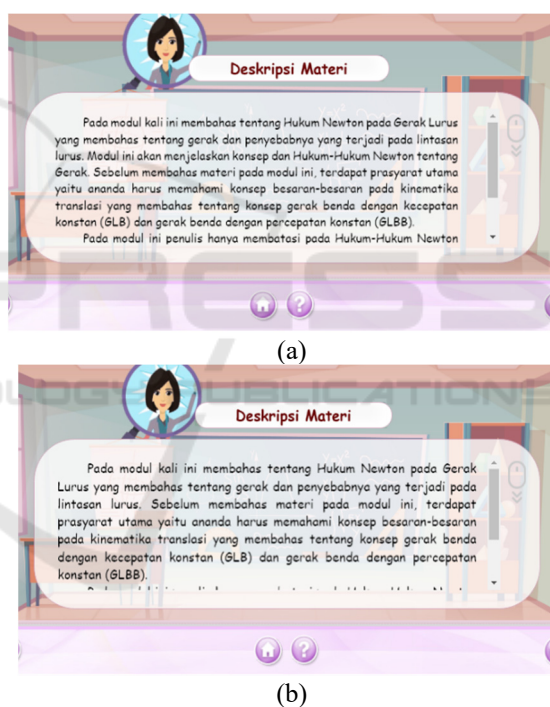 Deskripsi Materi
Pada modul kali ini membahas tentang Hukum Newton pada Gerak Lurus
yang membahas tentang gerak dan penyebabnya yang terjadi pada lintasan
lurus. Modul ini akan menjelaskan konsep dan Hukum-Hukum Newton tentang
Gerak. Sebelum membahas materi pada modul ini, terdapat prasyarat utama
yaitu ananda harus memahami konsep besaran-besaran pada kinematika
translasi yang membahas tentang konsep gerak benda dengan kecepatan
konstan (GLB) dan gerak benda dengan percepatan konstan (GLBB).
Pada modul ini penulis hanya membatasi pada Hukum-Hukum Newton
?
(a)
Deskripsi Materi
Pada modul kali ini membahas tentang Hukum Newton pada Gerak
Lurus yang membahas tentang gerak dan penyebabnya yang terjadi pada
lintasan lurus. Sebelum membahas materi pada modul ini, terdapat
prasyarat utama yaitu ananda harus memahami konsep besaran-besaran
pada kinematika translasi yang membahas tentang konsep gerak benda
dengan kecepatan konstan (GLB) dan gerak benda dengan percepatan
konstan (GLBB).
?
(b)